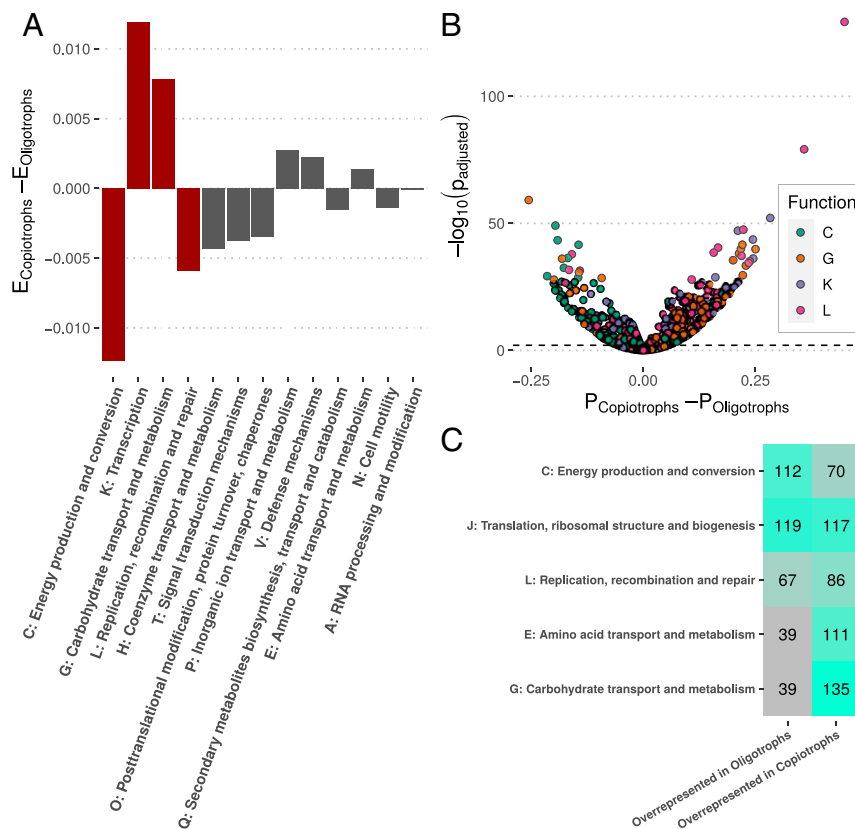 A
E Copiotrophs −E Oligotrophs
0.010
0.005
0.000
−0.005
−0.010
C: Energy production and conversion
K: Transcription
G: Carbohydrate transport and metabolism
L: Replication, recombination and repair
H: Coenzyme transport and metabolism
T: Signal transduction mechanisms
O: Posttranslational modification, protein turnover, chaperones
P: Inorganic ion transport and metabolism
V: Defense mechanisms
Q: Secondary metabolites biosynthesis, transport and catabolism
E: Amino acid transport and metabolism
N: Cell motility
A: RNA processing and modification
B
−log10(padjusted)
100
50
0
−0.25 0.00 0.25
P Copiotrophs −P Oligotrophs
Function
C
G
K
L
C
C: Energy production and conversion 112 70
J: Translation, ribosomal structure and biogenesis 119 117
L: Replication, recombination and repair 67 86
E: Amino acid transport and metabolism 39 111
G: Carbohydrate transport and metabolism 39 135
Overrepresented in Oligotrophs
Overrepresented in Copiotrophs